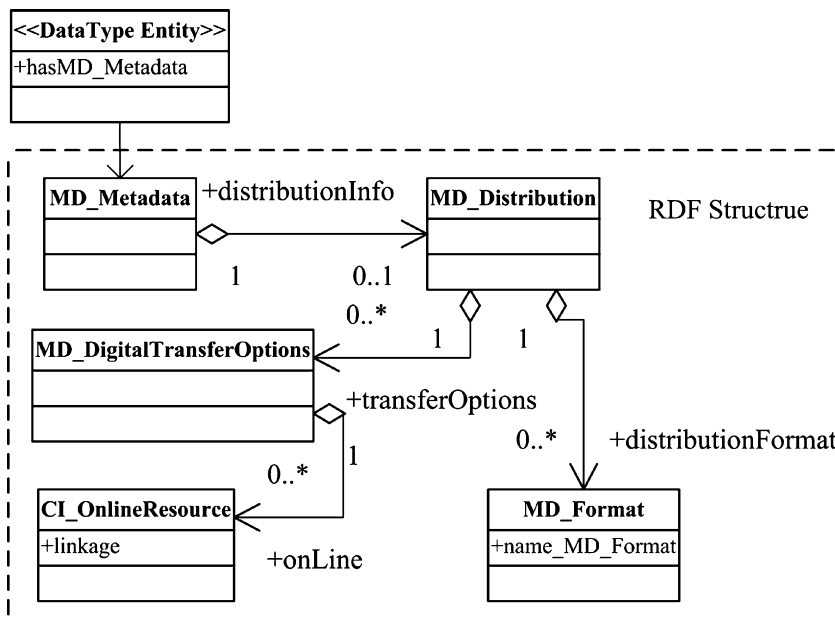 <<DataType Entity>>
+hasMD_Metadata
MD_Metadata
+distributionInfo
MD_Distribution
RDF Structrue
1
0..1
0..*
1
1
MD_DigitalTransferOptions
+transferOptions
1
0..*
0..*
+distributionFormat
CI_OnlineResource
+linkage
+onLine
MD_Format
+name_MD_Format